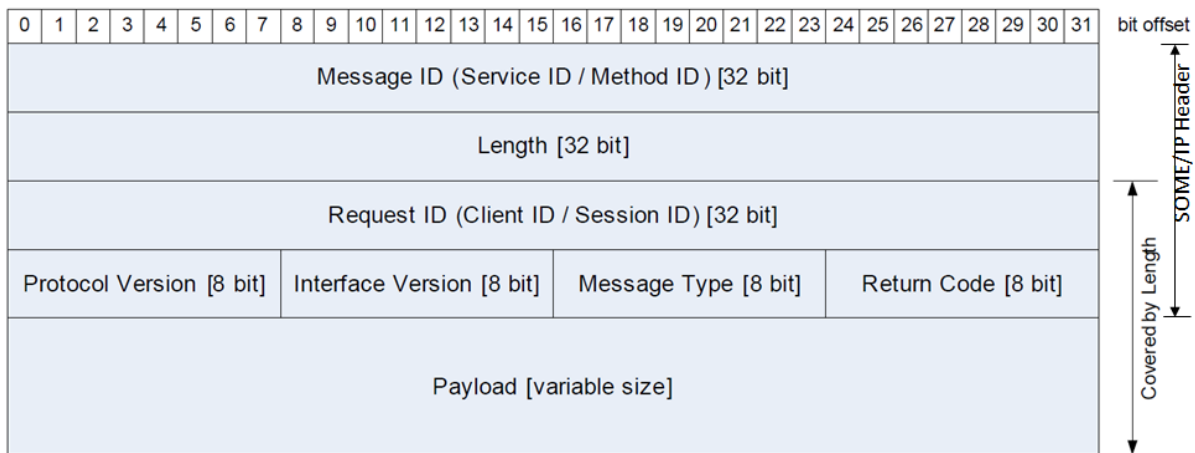 0 1 2 3 4 5 6 7 8 9 10 11 12 13 14 15 16 17 18 19 20 21 22 23 24 25 26 27 28 29 30 31 bit offset
Message ID (Service ID / Method ID) [32 bit]
Length [32 bit]
Request ID (Client ID / Session ID) [32 bit]
Protocol Version [8 bit] Interface Version [8 bit] Message Type [8 bit] Return Code [8 bit]
Payload [variable size]
SOME/IP Header
Covered by Length